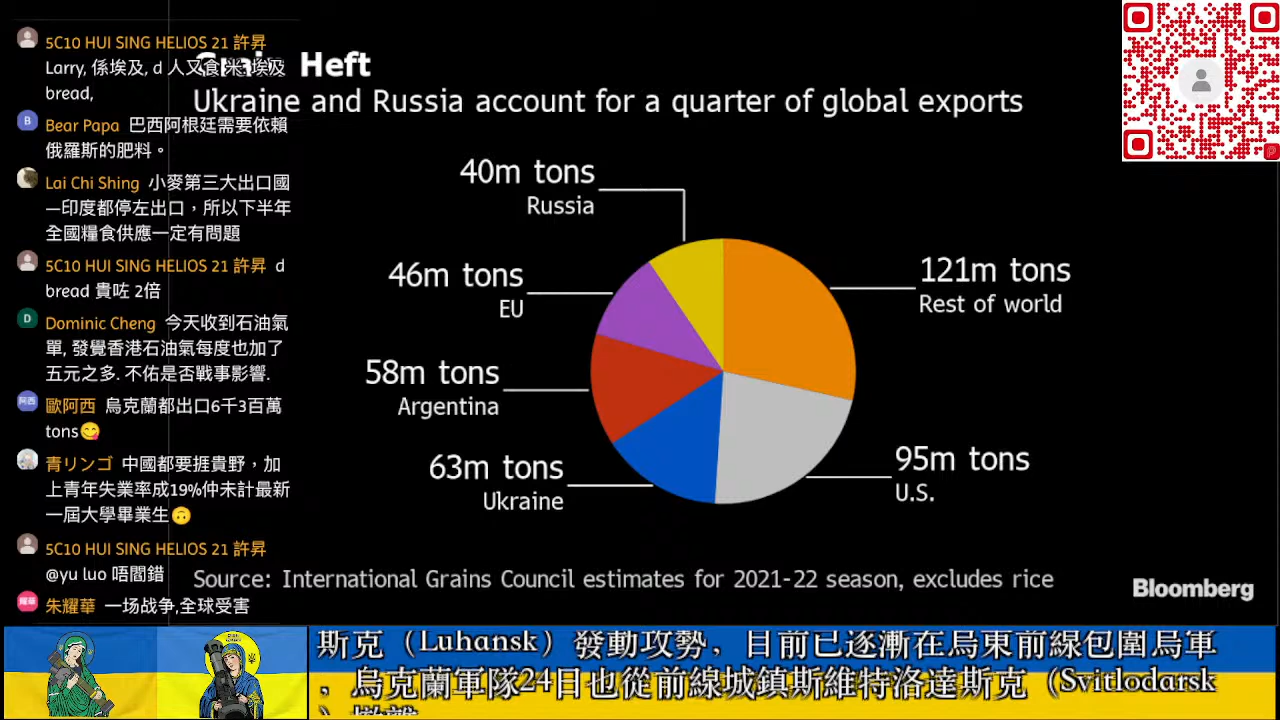 5C10 HUI SING HELIOS 21 許昇
Larry, 係埃及, d 人又食米, 埃及
bread,
Bear Papa 巴西阿根廷需要依賴
俄羅斯的肥料。
Lai Chi Shing 小麥第三大出口國
—印度都停左出口，所以下半年
全國糧食供應一定有問題
5C10 HUI SING HELIOS 21 許昇 d
bread 貴咗 2倍
Dominic Cheng 今天收到石油氣
單, 發覺香港石油氣每度也加了
五元之多. 不佑是否戰事影響.
歐阿西 烏克蘭都出口6千3百萬
tons😋
青リンゴ 中國都要捱貴野，加
上青年失業率成19%仲未計最新
一屆大學畢業生🙃
5C10 HUI SING HELIOS 21 許昇
@yu luo 唔閣錯
朱耀華 一场战争,全球受害
Grain Heft
Ukraine and Russia account for a quarter of global exports
40m tons
Russia
46m tons
EU
58m tons
Argentina
63m tons
Ukraine
121m tons
Rest of world
95m tons
U.S.
Source: International Grains Council estimates for 2021-22 season, excludes rice
Bloomberg
斯克（Luhansk）發動攻勢，目前已逐漸在烏東前線包圍烏軍
，烏克蘭軍隊24日也從前線城鎮斯維特洛達斯克（Svitlodarsk